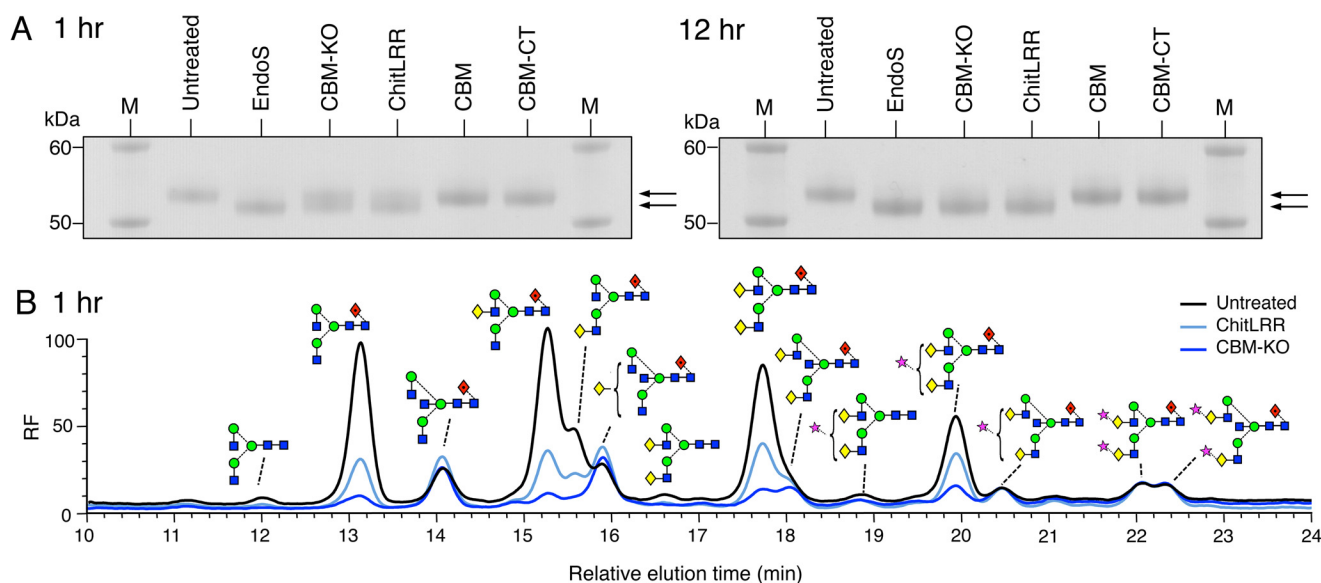 A 1 hr
kDa
M
Untreated
EndoS
CBM-KO
ChitLRR
CBM
CBM-CT
M
60
50
12 hr
kDa
M
Untreated
EndoS
CBM-KO
ChitLRR
CBM
CBM-CT
M
60
50
B 1 hr
Untreated
ChitLRR
CBM-KO
100
50
0
RF
10 11 12 13 14 15 16 17 18 19 20 21 22 23 24
Relative elution time (min)